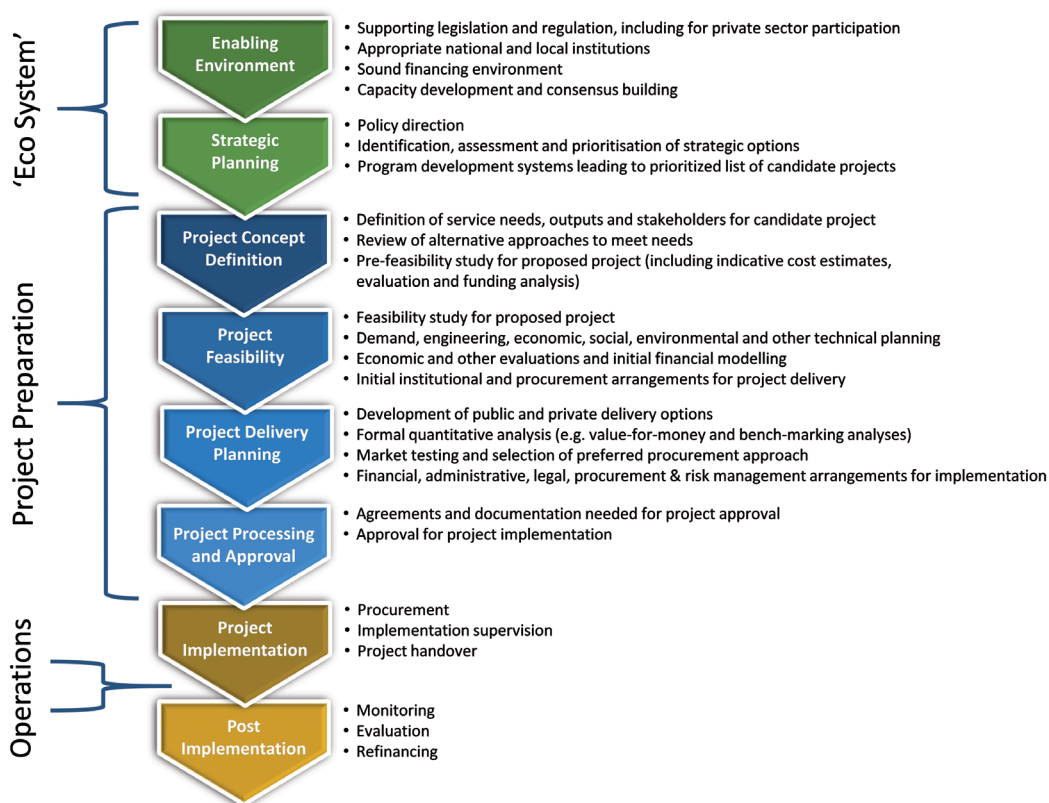 'Eco System'
Enabling
Environment
• Supporting legislation and regulation, including for private sector participation
• Appropriate national and local institutions
• Sound financing environment
• Capacity development and consensus building
Strategic
Planning
• Policy direction
• Identification, assessment and prioritisation of strategic options
• Program development systems leading to prioritized list of candidate projects
Project Preparation
Project Concept
Definition
• Definition of service needs, outputs and stakeholders for candidate project
• Review of alternative approaches to meet needs
• Pre-feasibility study for proposed project (including indicative cost estimates,
evaluation and funding analysis)
Project
Feasibility
• Feasibility study for proposed project
• Demand, engineering, economic, social, environmental and other technical planning
• Economic and other evaluations and initial financial modelling
• Initial institutional and procurement arrangements for project delivery
Project Delivery
Planning
• Development of public and private delivery options
• Formal quantitative analysis (e.g. value-for-money and bench-marking analyses)
• Market testing and selection of preferred procurement approach
• Financial, administrative, legal, procurement & risk management arrangements for implementation
Project Processing
and Approval
• Agreements and documentation needed for project approval
• Approval for project implementation
Operations
Project
Implementation
• Procurement
• Implementation supervision
• Project handover
Post
Implementation
• Monitoring
• Evaluation
• Refinancing